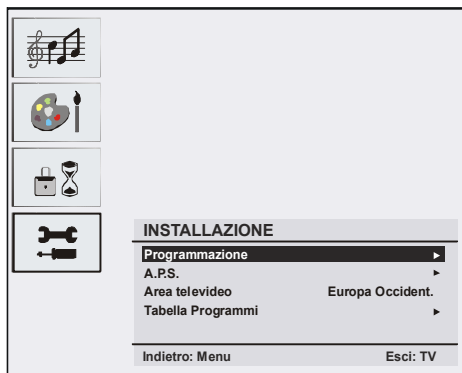 INSTALLAZIONE
Programmazione ►
A.P.S. ►
Area televideo Europa Occident.
Tabella Programmi ►
Indietro: Menu Esci: TV